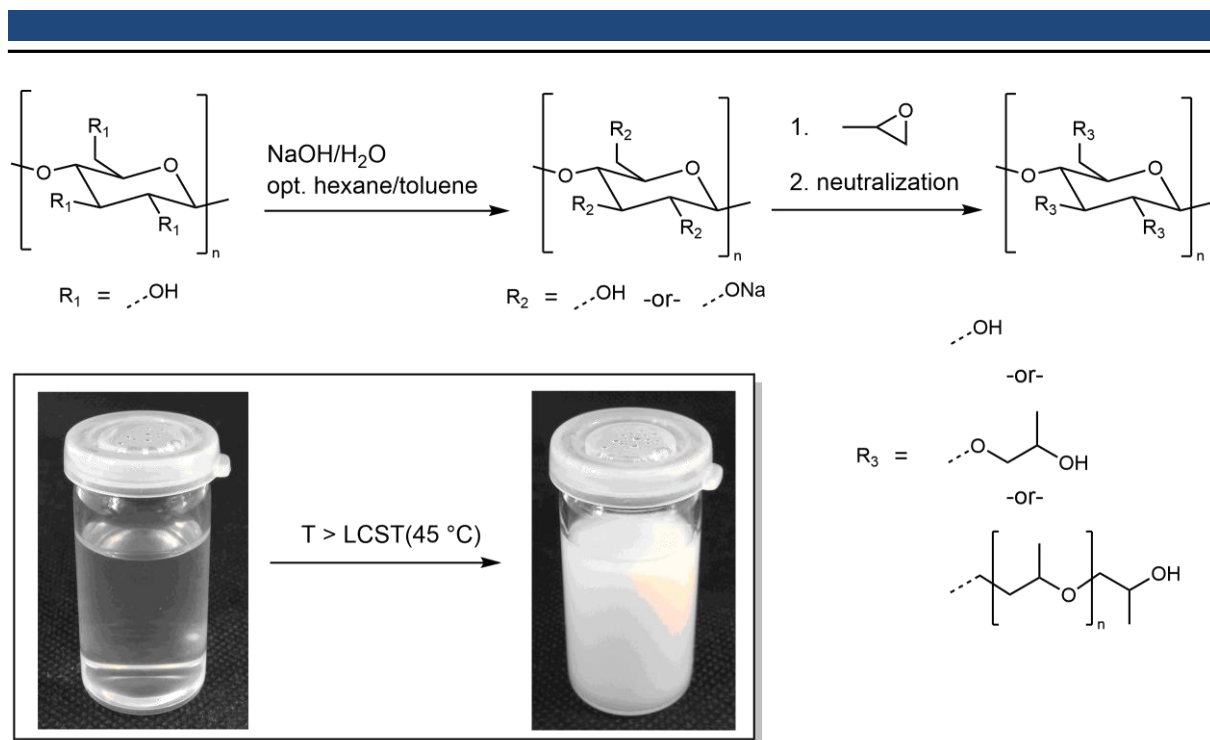 R₁
O
O
R₁
R₁
n
NaOH/H₂O
opt. hexane/toluene
R₂
O
O
R₂
R₂
n
1.
O
2. neutralization
R₃
O
O
R₃
R₃
n
R₁ = OH
R₂ = OH -or- ONa
T > LCST(45 °C)
OH
-or-
R₃ =
O
OH
-or-
O
n
OH